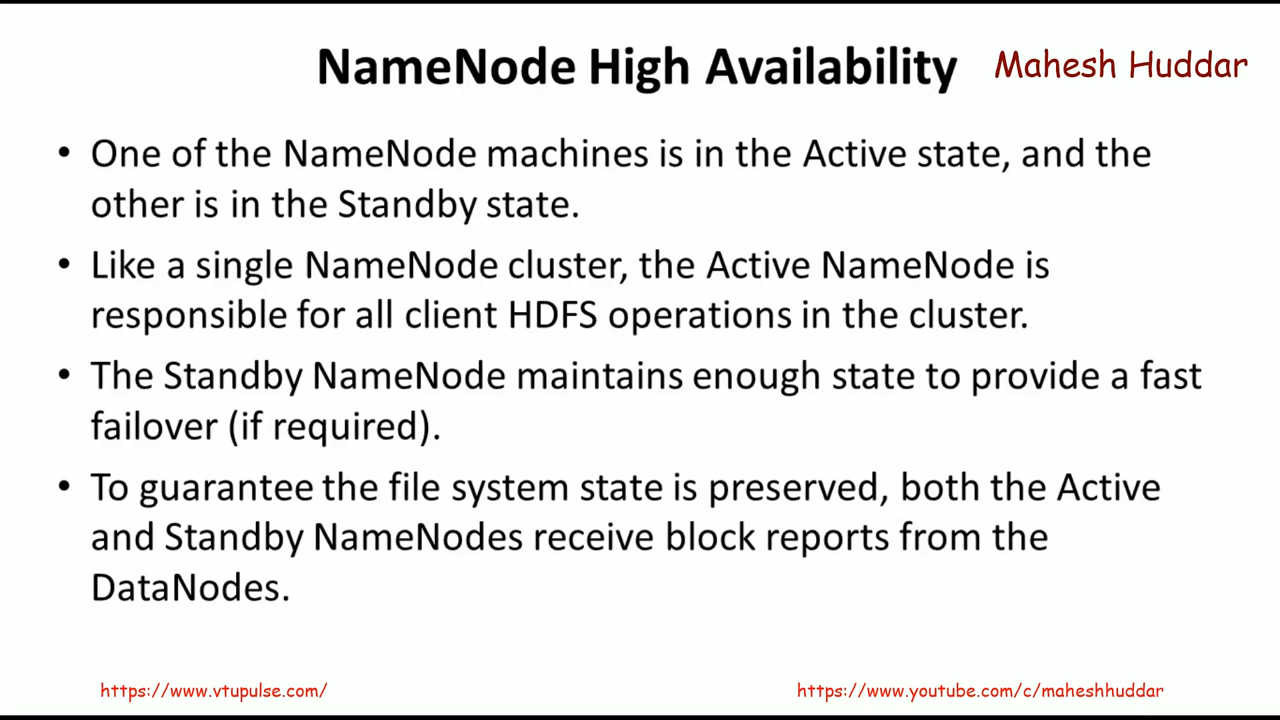 NameNode High Availability
Mahesh Huddar
• One of the NameNode machines is in the Active state, and the
other is in the Standby state.
• Like a single NameNode cluster, the Active NameNode is
responsible for all client HDFS operations in the cluster.
• The Standby NameNode maintains enough state to provide a fast
failover (if required).
• To guarantee the file system state is preserved, both the Active
and Standby NameNodes receive block reports from the
DataNodes.
https://www.vtupulse.com/
https://www.youtube.com/c/maheshhuddar